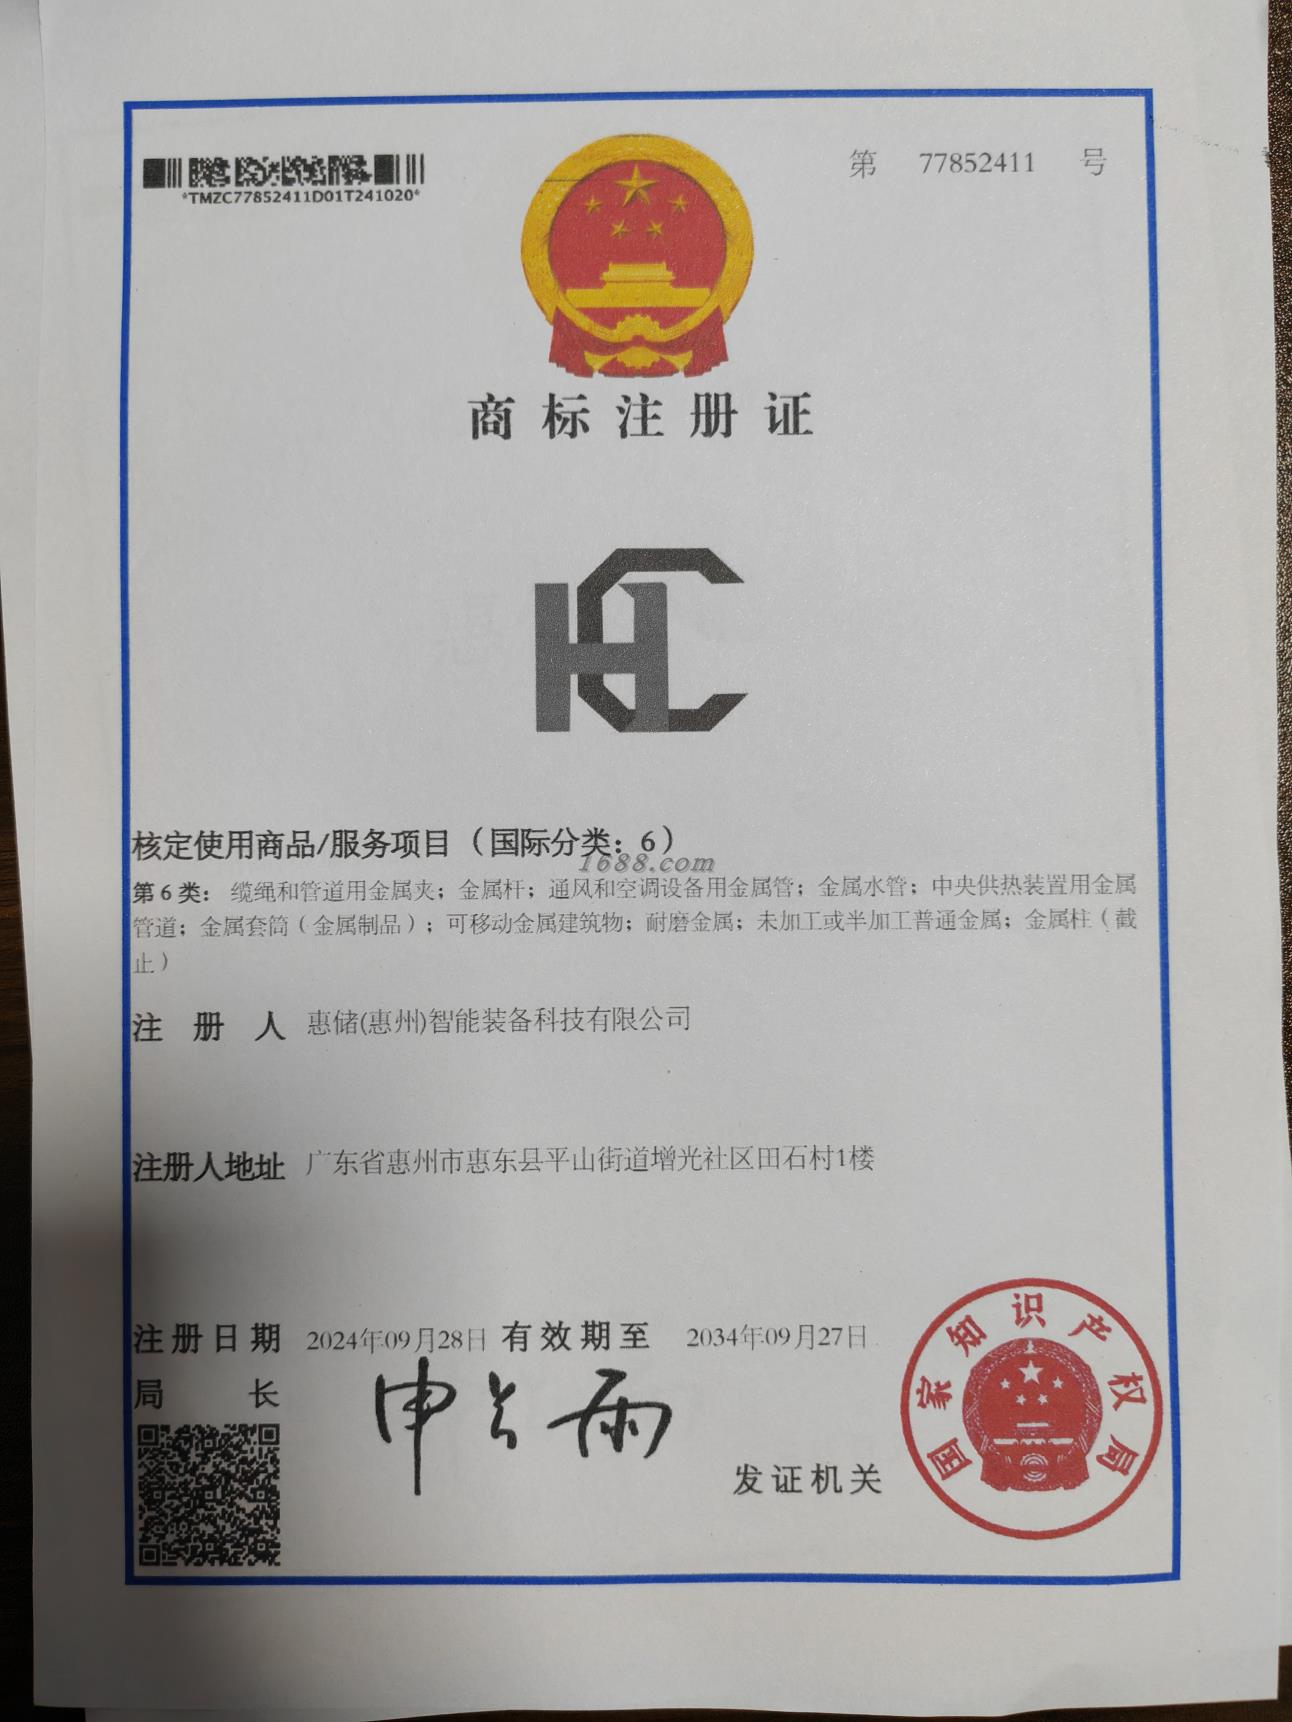 第 77852411 号
*TMZC77852411D01T241020*
商标注册证
HC
核定使用商品/服务项目（国际分类：6）
1688.com
第6类：缆绳和管道用金属夹；金属杆；通风和空调设备用金属管；金属水管；中央供热装置用金属
管道；金属套筒（金属制品）；可移动金属建筑物；耐磨金属；未加工或半加工普通金属；金属柱（截
止）
注册人 惠储(惠州)智能装备科技有限公司
注册人地址 广东省惠州市惠东县平山街道增光社区田石村1楼
注册日期 2024年09月28日 有效期至 2034年09月27日
局长 申长雨
发证机关
国家知识产权局